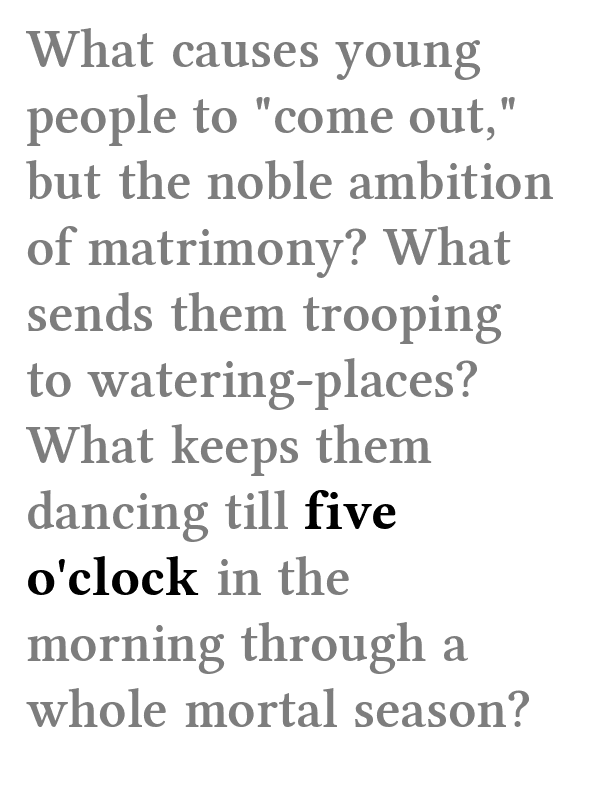 What causes young
people to "come out,"
but the noble ambition
of matrimony? What
sends them trooping
to watering-places?
What keeps them
dancing till five
o'clock in the
morning through a
whole mortal season?